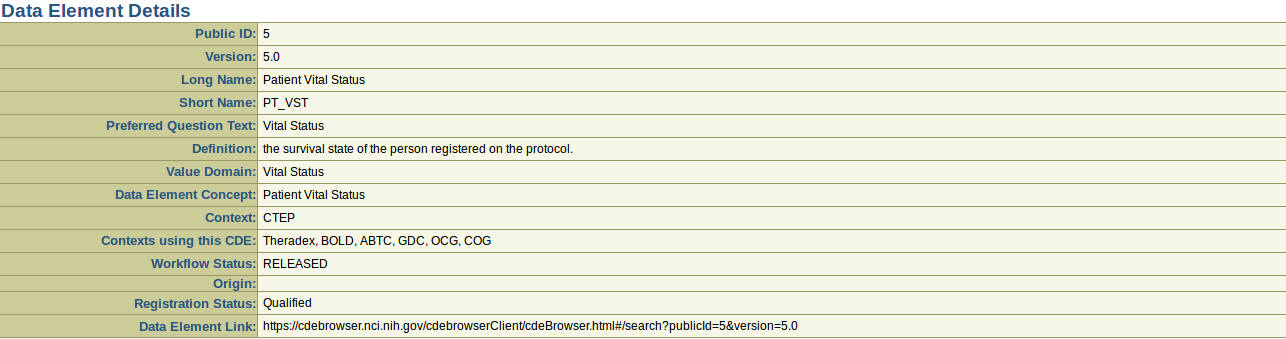 Data Element Details
Public ID: 5
Version: 5.0
Long Name: Patient Vital Status
Short Name: PT_VST
Preferred Question Text: Vital Status
Definition: the survival state of the person registered on the protocol.
Value Domain: Vital Status
Data Element Concept: Patient Vital Status
Context: CTEP
Contexts using this CDE: Theradex, BOLD, ABTC, GDC, OCG, COG
Workflow Status: RELEASED
Origin:
Registration Status: Qualified
Data Element Link: https://cdebrowser.nci.nih.gov/cdebrowserClient/cdeBrowser.html#/search?publicId=5&version=5.0